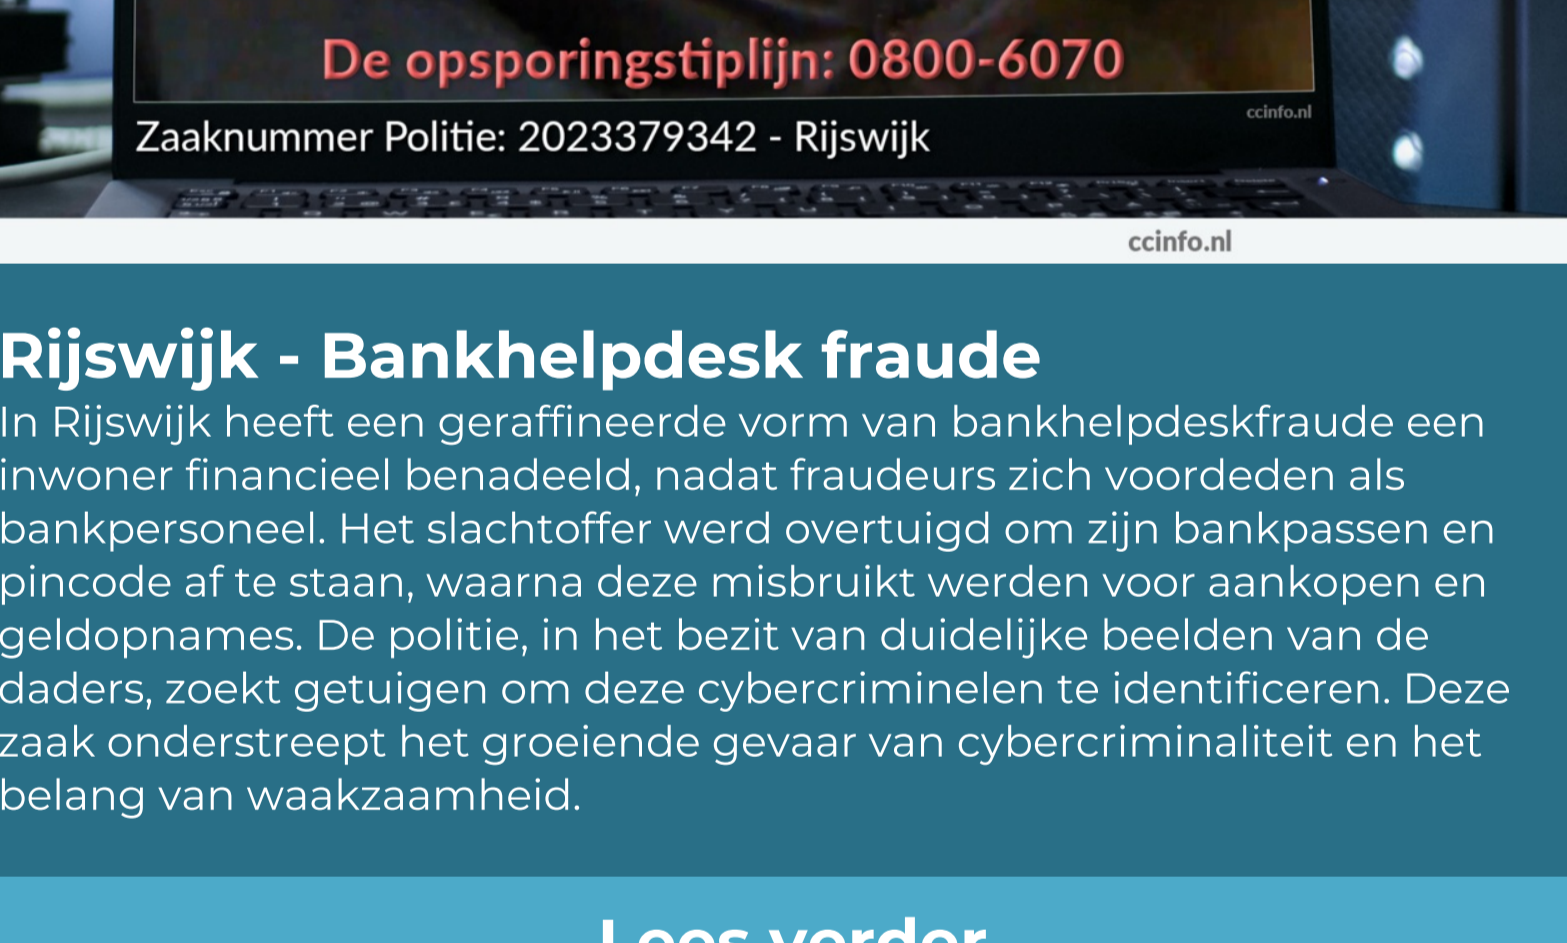 De opsporingstiplijn: 0800-6070
ccinfo.nl
Zaaknummer Politie: 2023379342 - Rijswijk
ccinfo.nl
Rijswijk - Bankhelpdesk fraude
In Rijswijk heeft een geraffineerde vorm van bankhelpdeskfraude een
inwoner financieel benadeeld, nadat fraudeurs zich voordeden als
bankpersoneel. Het slachtoffer werd overtuigd om zijn bankpassen en
pincode af te staan, waarna deze misbruikt werden voor aankopen en
geldopnames. De politie, in het bezit van duidelijke beelden van de
daders, zoekt getuigen om deze cybercriminelen te identificeren. Deze
zaak onderstreept het groeiende gevaar van cybercriminaliteit en het
belang van waakzaamheid.
Lees verder